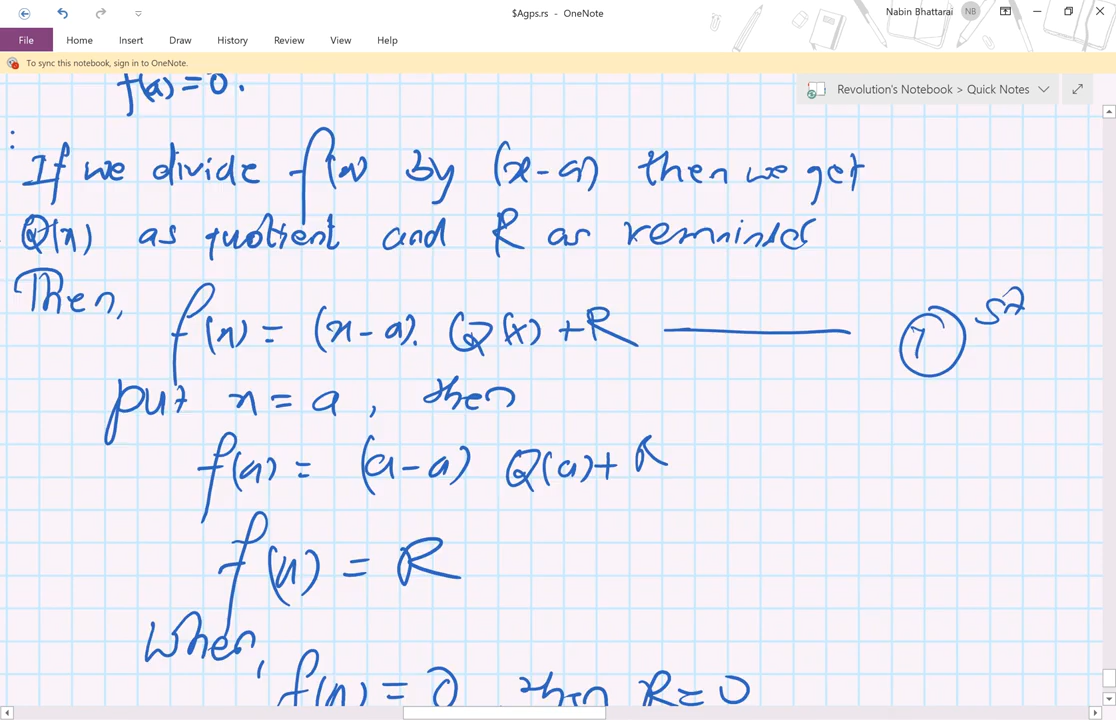 $Agps.rs - OneNote
Nabin Bhattarai NB
File Home Insert Draw History Review View Help
To sync this notebook, sign in to OneNote.
Revolution's Notebook > Quick Notes
f(a) = 0.
If we divide f(x) by (x-a) then we get
Q(x) as quotient and R as remainder
Then,
f(x) = (x-a). Q(x) + R
put x = a, then
f(a) = (a-a) Q(a) + R
f(a) = R
When,
f(a) = 0, then R = 0